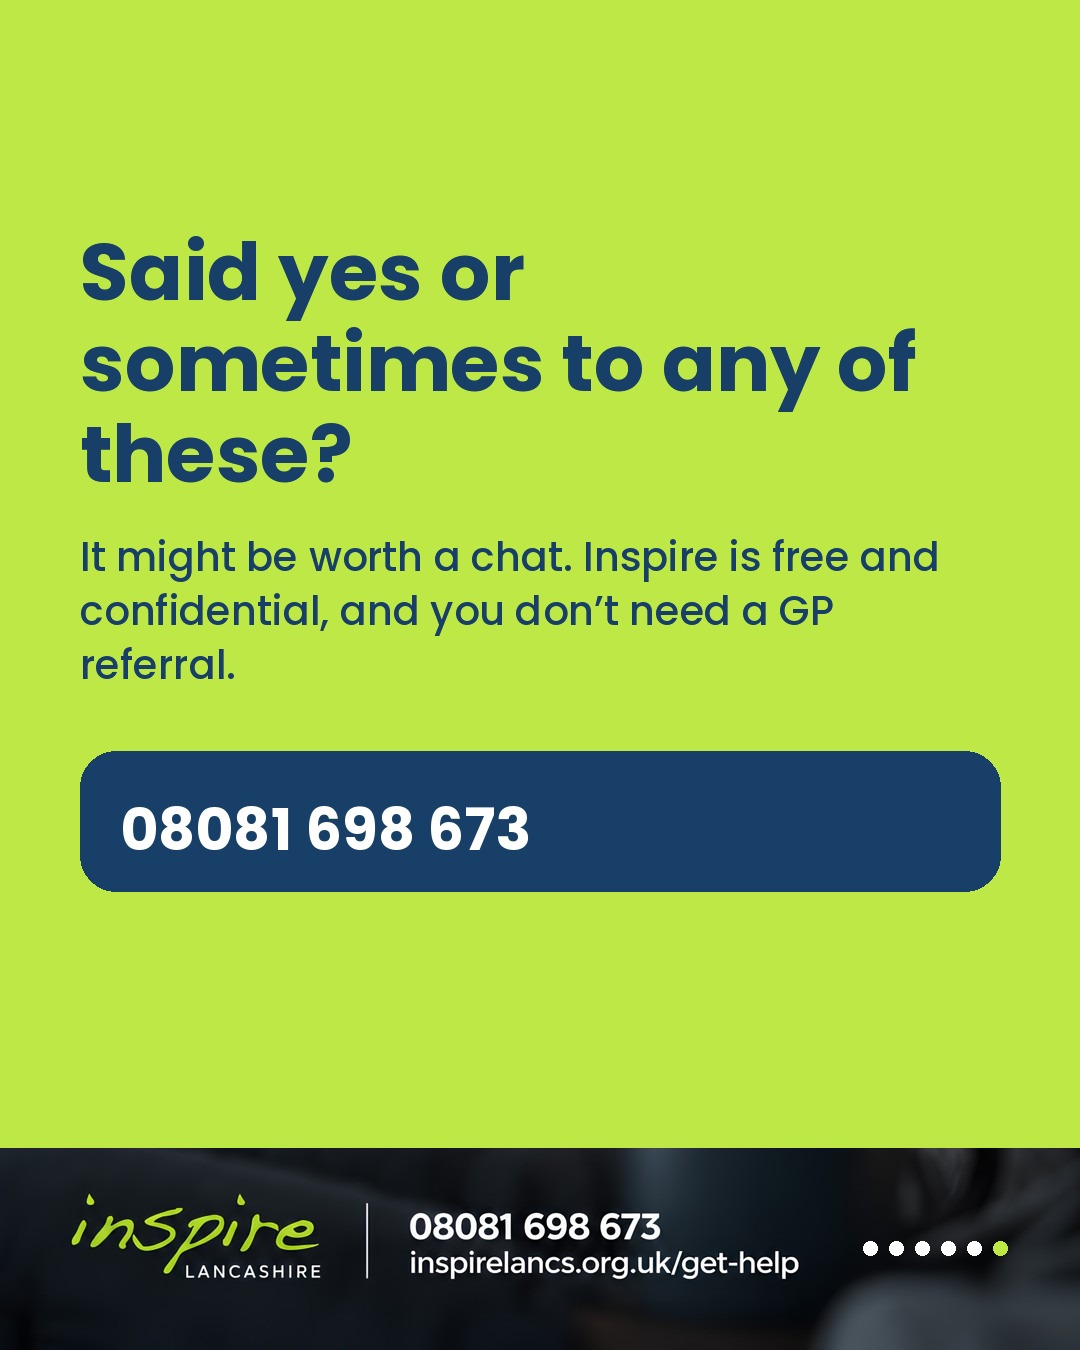 Said yes or
sometimes to any of
these?
It might be worth a chat. Inspire is free and
confidential, and you don’t need a GP
referral.
08081 698 673
inspire
LANCASHIRE
08081 698 673
inspirelancs.org.uk/get-help